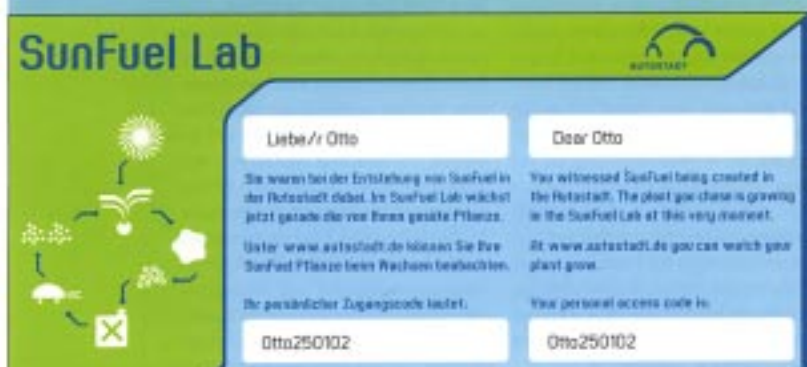 SunFuel Lab
AUTOSTADT
Liebe/r Otto
Sie waren bei der Entstehung von SunFuel in
der Autostadt dabei. Im SunFuel Lab wächst
jetzt gerade die von Ihnen gesäte Pflanze.
Unter www.autostadt.de können Sie Ihre
SunFuel Pflanze beim Wachsen beobachten.
Ihr persönlicher Zugangscode lautet:
Otto250102
Dear Otto
You witnessed SunFuel being created in
the Autostadt. The plant you chose is growing
in the SunFuel Lab at this very moment.
At www.autostadt.de you can watch your
plant grow.
Your personal access code is:
Otto250102